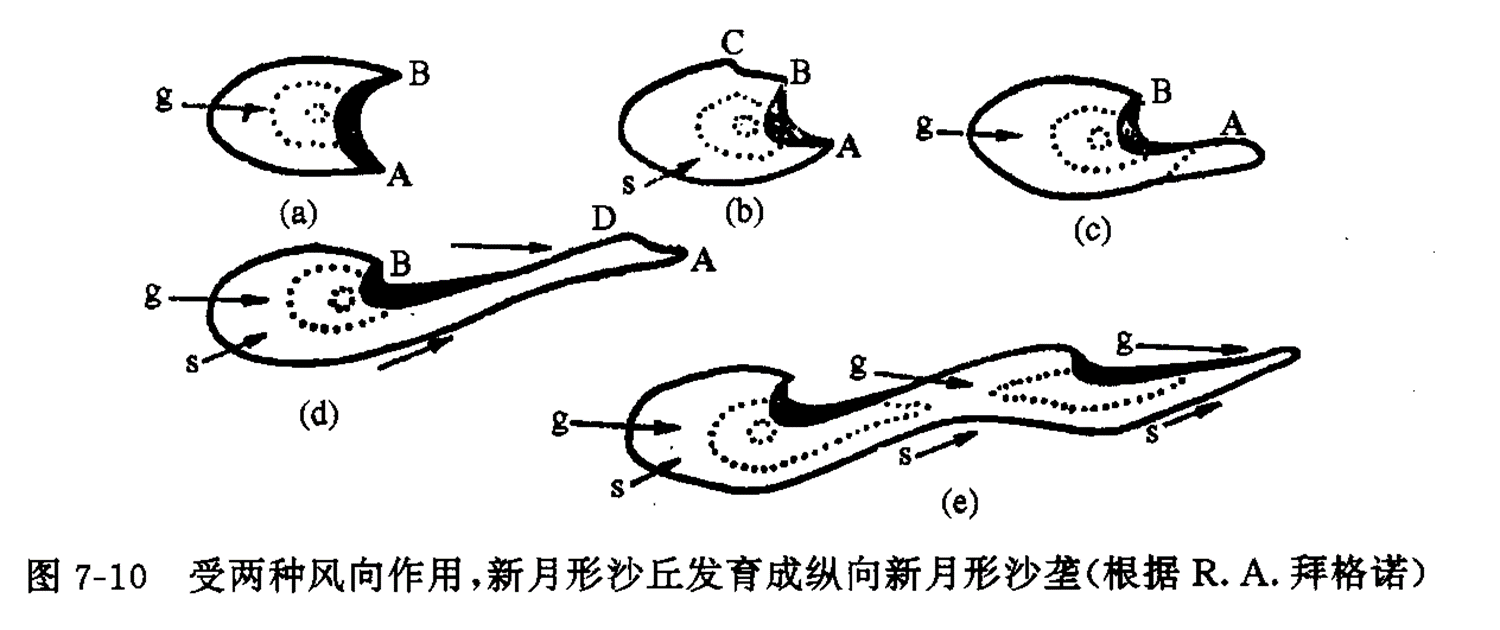 g B A (a)
C B A s (b)
g B A (c)
g s B D A (d)
g s g s g s (e)
图 7-10 受两种风向作用,新月形沙丘发育成纵向新月形沙垄(根据 R. A. 拜格诺)